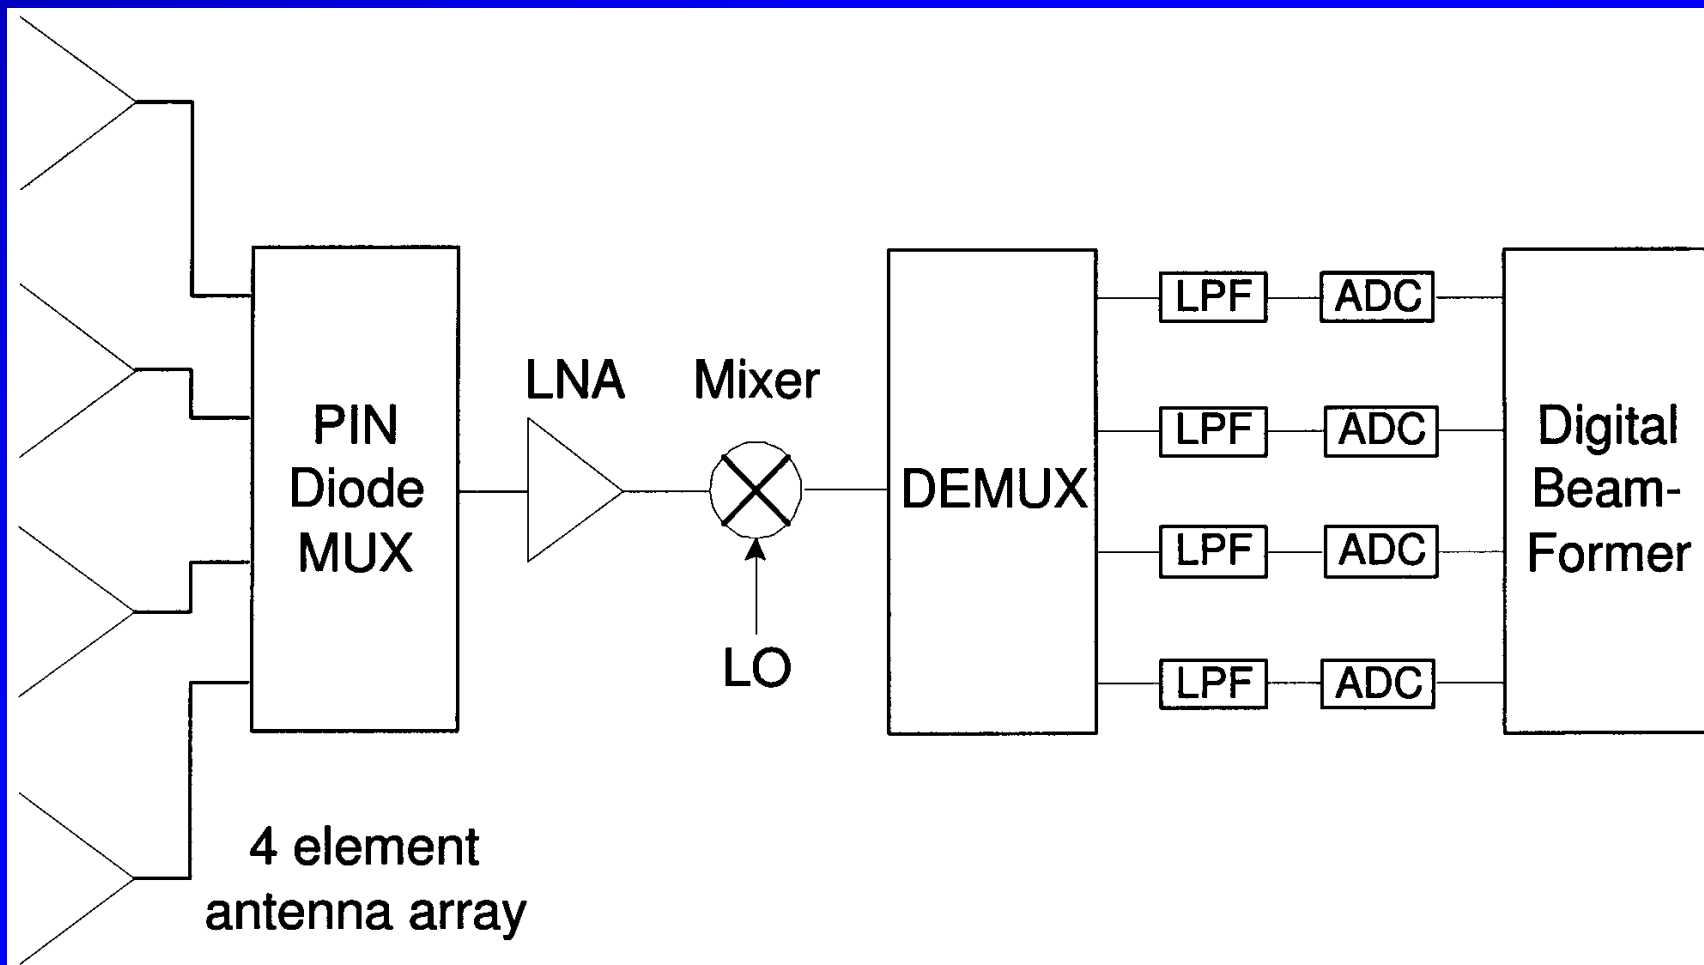 LNA
Mixer
PIN
Diode
MUX
LO
DEMUX
LPF
ADC
LPF
ADC
LPF
ADC
LPF
ADC
Digital
Beam-
Former
4 element
antenna array